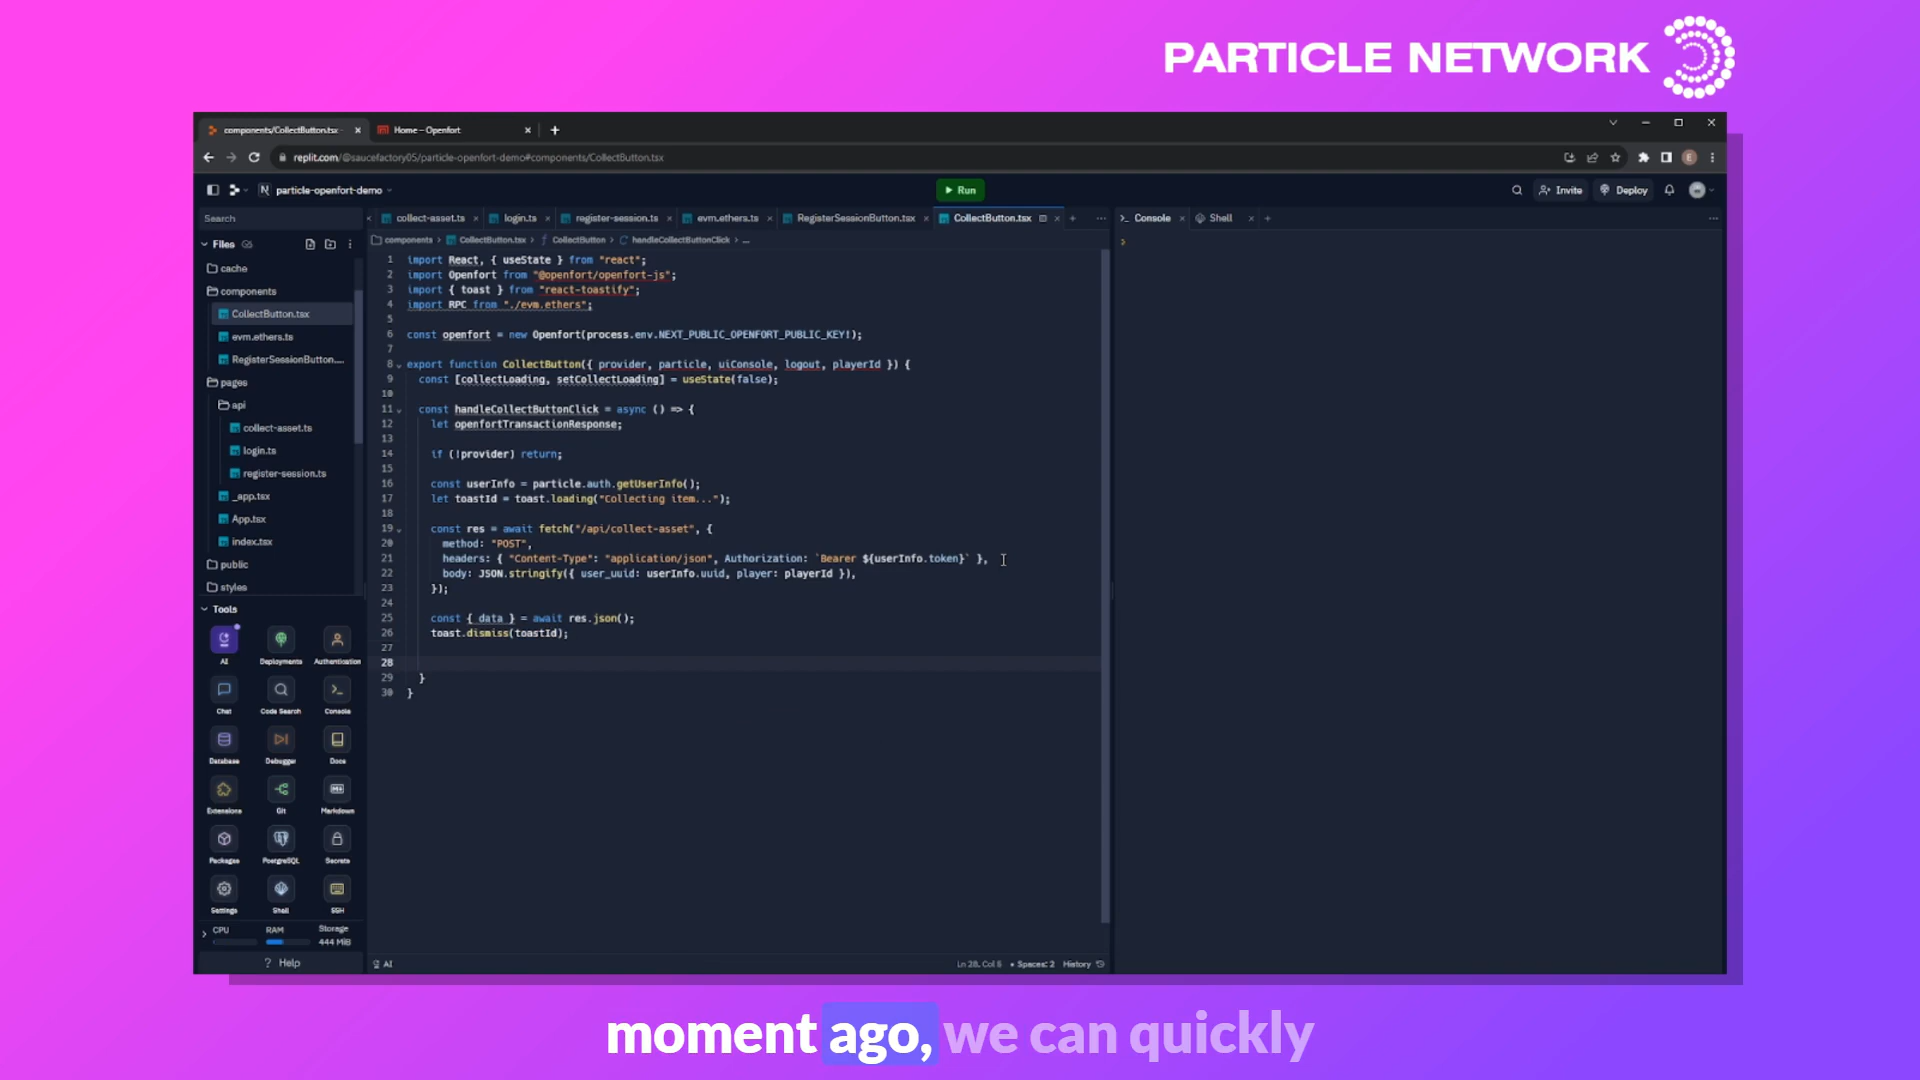 PARTICLE NETWORK
components/CollectButton.tsx
Home – Openfort
replit.com/@saucefactory05/particle-openfort-demo#components/CollectButton.tsx
E
particle-openfort-demo
Run
Invite
Deploy
Search
collect-asset.ts
login.ts
register-session.ts
evm.ethers.ts
RegisterSessionButton.tsx
CollectButton.tsx
Console
Shell
Files
components > CollectButton.tsx > CollectButton > handleCollectButtonClick > ...
cache
components
CollectButton.tsx
evm.ethers.ts
RegisterSessionButton....
pages
api
collect-asset.ts
login.ts
register-session.ts
_app.tsx
App.tsx
index.tsx
public
styles
1 import React, { useState } from "react";
2 import Openfort from "@openfort/openfort-js";
3 import { toast } from "react-toastify";
4 import RPC from "./evm.ethers";
5
6 const openfort = new Openfort(process.env.NEXT_PUBLIC_OPENFORT_PUBLIC_KEY!);
7
8 export function CollectButton({ provider, particle, uiConsole, logout, playerId }) {
9 const [collectLoading, setCollectLoading] = useState(false);
10
11 const handleCollectButtonClick = async () => {
12 let openfortTransactionResponse;
13
14 if (!provider) return;
15
16 const userInfo = particle.auth.getUserInfo();
17 let toastId = toast.loading("Collecting item...");
18
19 const res = await fetch("/api/collect-asset", {
20 method: "POST",
21 headers: { "Content-Type": "application/json", Authorization: `Bearer ${userInfo.token}` },
22 body: JSON.stringify({ user_uuid: userInfo.uuid, player: playerId }),
23 });
24
25 const { data } = await res.json();
26 toast.dismiss(toastId);
27
28
29 }
30 }
Tools
AI
Deployments
Authentication
Chat
Code Search
Console
Database
Debugger
Docs
Extensions
Git
Markdown
Packages
PostgreSQL
Secrets
Settings
Shell
SSH
CPU
RAM
Storage
444 MiB
? Help
AI
Ln 28, Col 5
Spaces: 2
History
moment ago, we can quickly